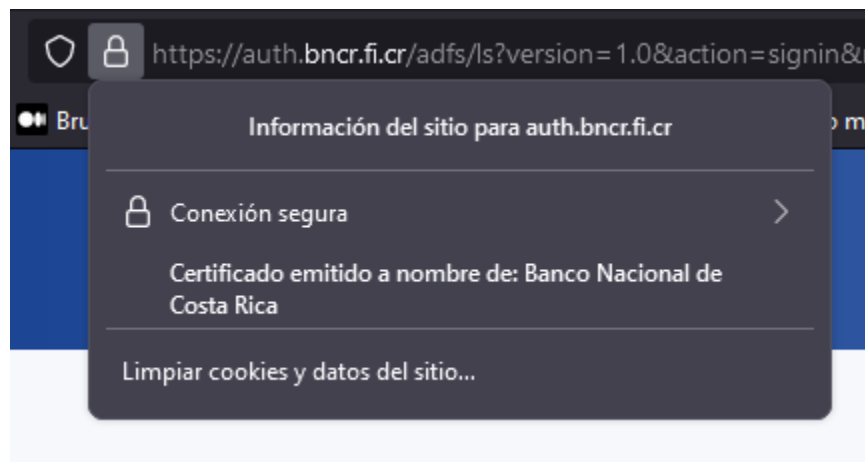 https://auth.bncr.fi.cr/adfs/ls?version=1.0&action=signin&
Bru
Información del sitio para auth.bncr.fi.cr
m
Conexión segura
Certificado emitido a nombre de: Banco Nacional de
Costa Rica
Limpiar cookies y datos del sitio...